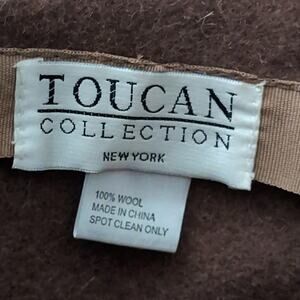 TOUCAN
COLLECTION
NEW YORK
100% WOOL
MADE IN CHINA
SPOT CLEAN ONLY